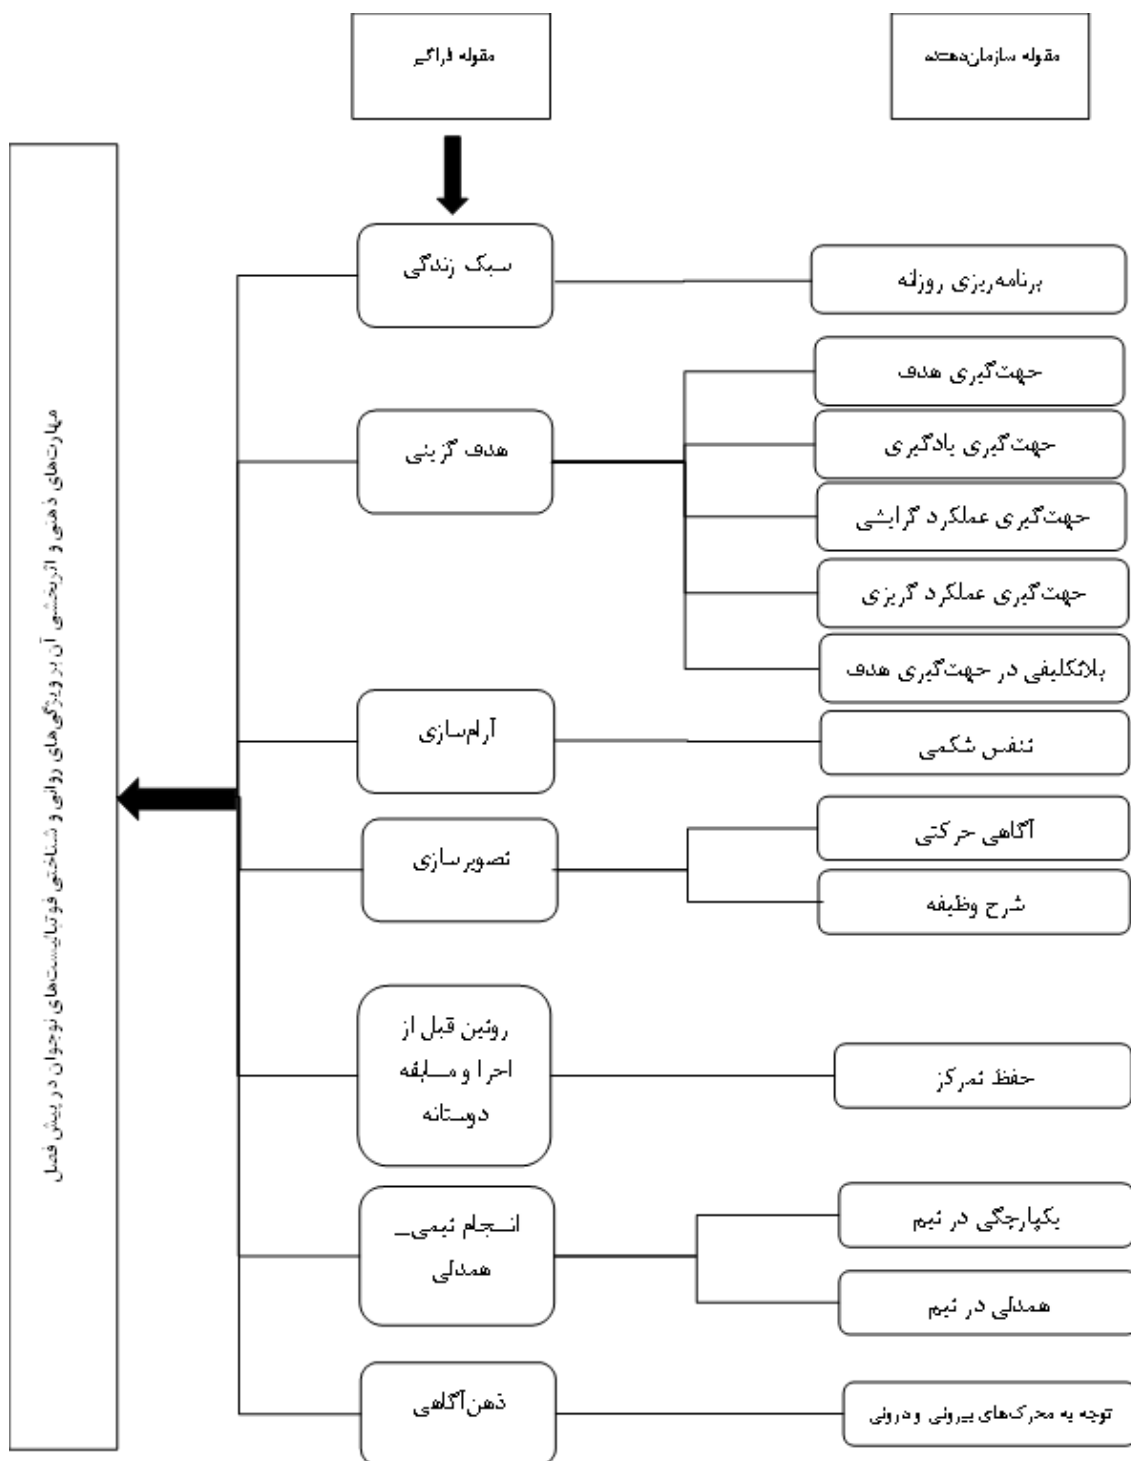 مقوله سازمان‌دهنده
مقوله فراگیر
سبک زندگی
برنامه‌ریزی روزانه
هدف گزینی
جهت‌گیری هدف
جهت‌گیری یادگیری
جهت‌گیری عملکرد گرایشی
جهت‌گیری عملکرد گریزی
بلاتکلیفی در جهت‌گیری هدف
آرام‌سازی
تنفس شکمی
تصویرسازی
آگاهی حرکتی
شرح وظیفه
روتین قبل از
اجرا و مسابقه
دوستانه
حفظ تمرکز
انسجام تیمی_
همدلی
یکپارچگی در تیم
همدلی در تیم
ذهن‌آگاهی
توجه به محرک‌های بیرونی و درونی
مهارت‌های ذهنی و اثربخشی آن بر ویژگی‌های روانی و شناختی فوتبالیست‌های نوجوان در پیش فصل